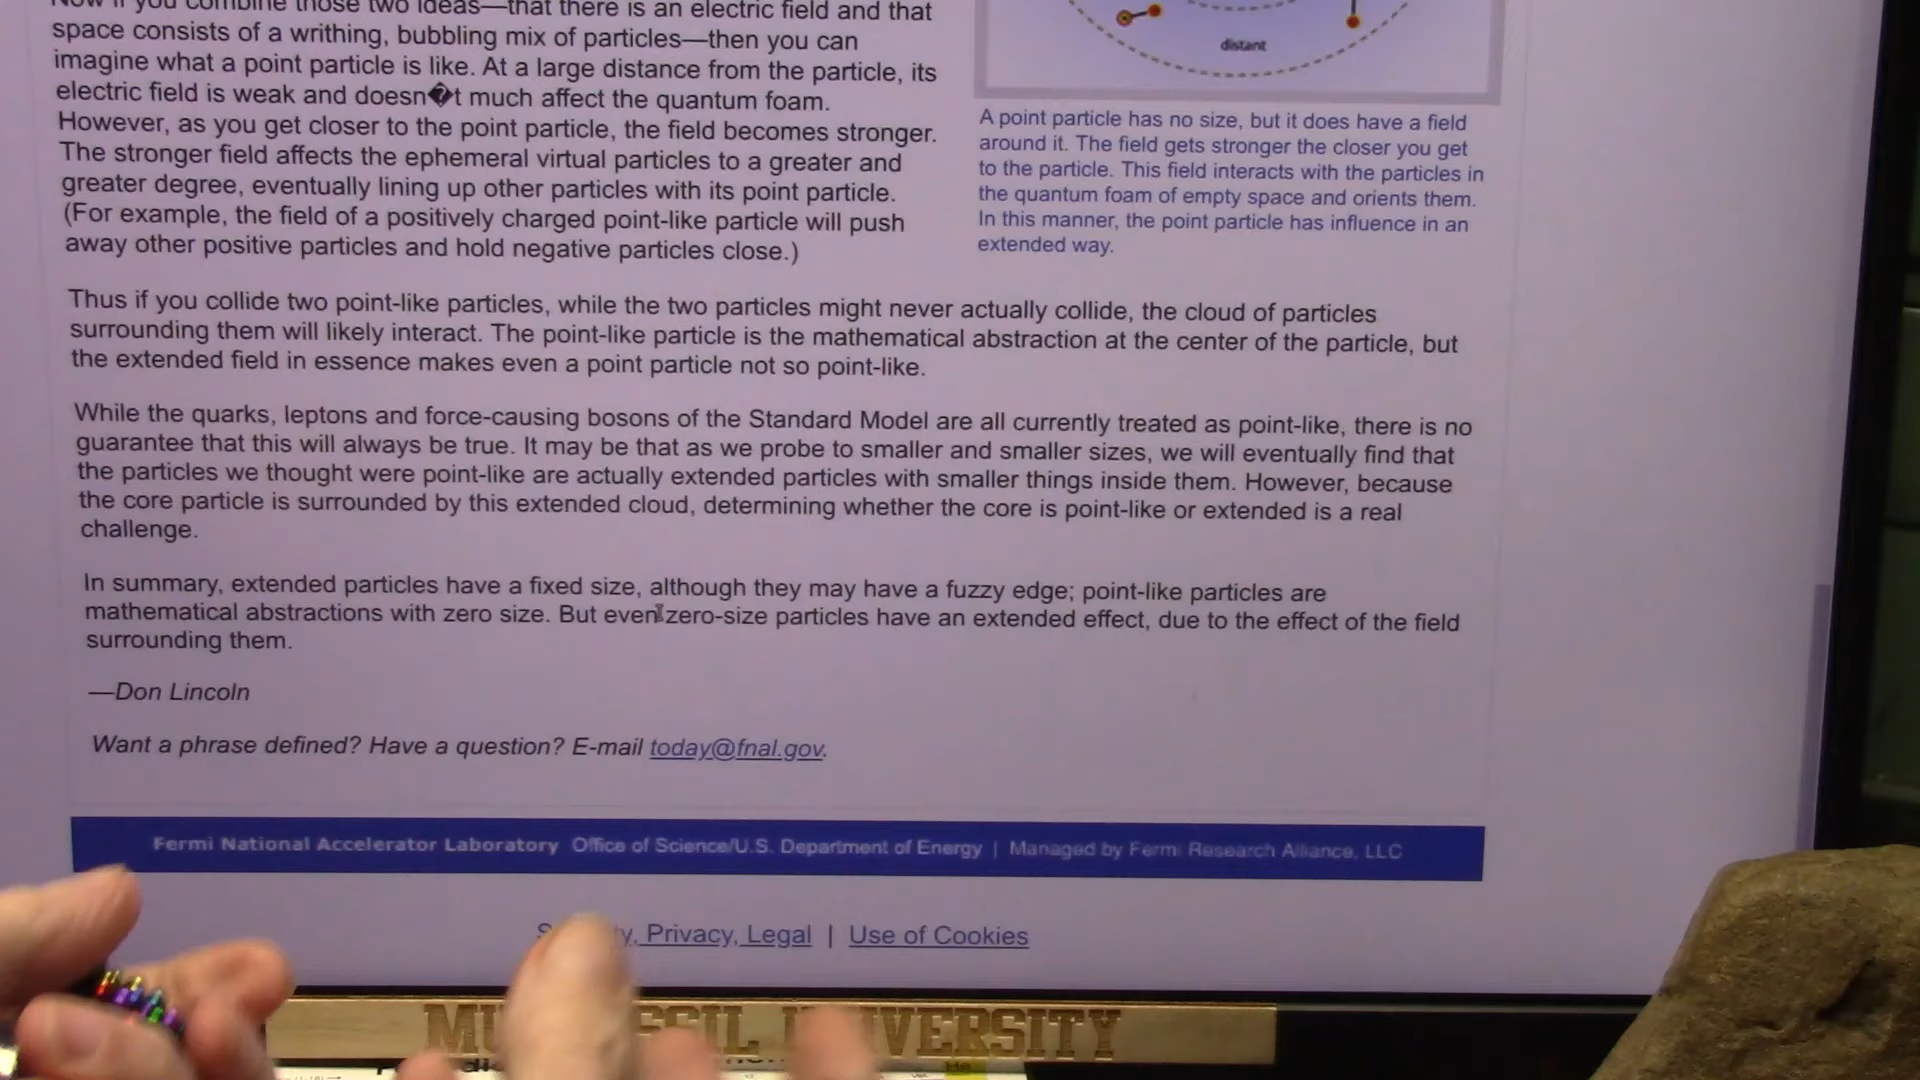 Now if you combine those two ideas—that there is an electric field and that
space consists of a writhing, bubbling mix of particles—then you can
imagine what a point particle is like. At a large distance from the particle, its
electric field is weak and doesn�t much affect the quantum foam.
However, as you get closer to the point particle, the field becomes stronger.
The stronger field affects the ephemeral virtual particles to a greater and
greater degree, eventually lining up other particles with its point particle.
(For example, the field of a positively charged point-like particle will push
away other positive particles and hold negative particles close.)
distant
A point particle has no size, but it does have a field
around it. The field gets stronger the closer you get
to the particle. This field interacts with the particles in
the quantum foam of empty space and orients them.
In this manner, the point particle has influence in an
extended way.
Thus if you collide two point-like particles, while the two particles might never actually collide, the cloud of particles
surrounding them will likely interact. The point-like particle is the mathematical abstraction at the center of the particle, but
the extended field in essence makes even a point particle not so point-like.
While the quarks, leptons and force-causing bosons of the Standard Model are all currently treated as point-like, there is no
guarantee that this will always be true. It may be that as we probe to smaller and smaller sizes, we will eventually find that
the particles we thought were point-like are actually extended particles with smaller things inside them. However, because
the core particle is surrounded by this extended cloud, determining whether the core is point-like or extended is a real
challenge.
In summary, extended particles have a fixed size, although they may have a fuzzy edge; point-like particles are
mathematical abstractions with zero size. But even zero-size particles have an extended effect, due to the effect of the field
surrounding them.
—Don Lincoln
Want a phrase defined? Have a question? E-mail today@fnal.gov.
Fermi National Accelerator Laboratory Office of Science/U.S. Department of Energy | Managed by Fermi Research Alliance, LLC
Privacy, Legal | Use of Cookies
UNIVERSITY